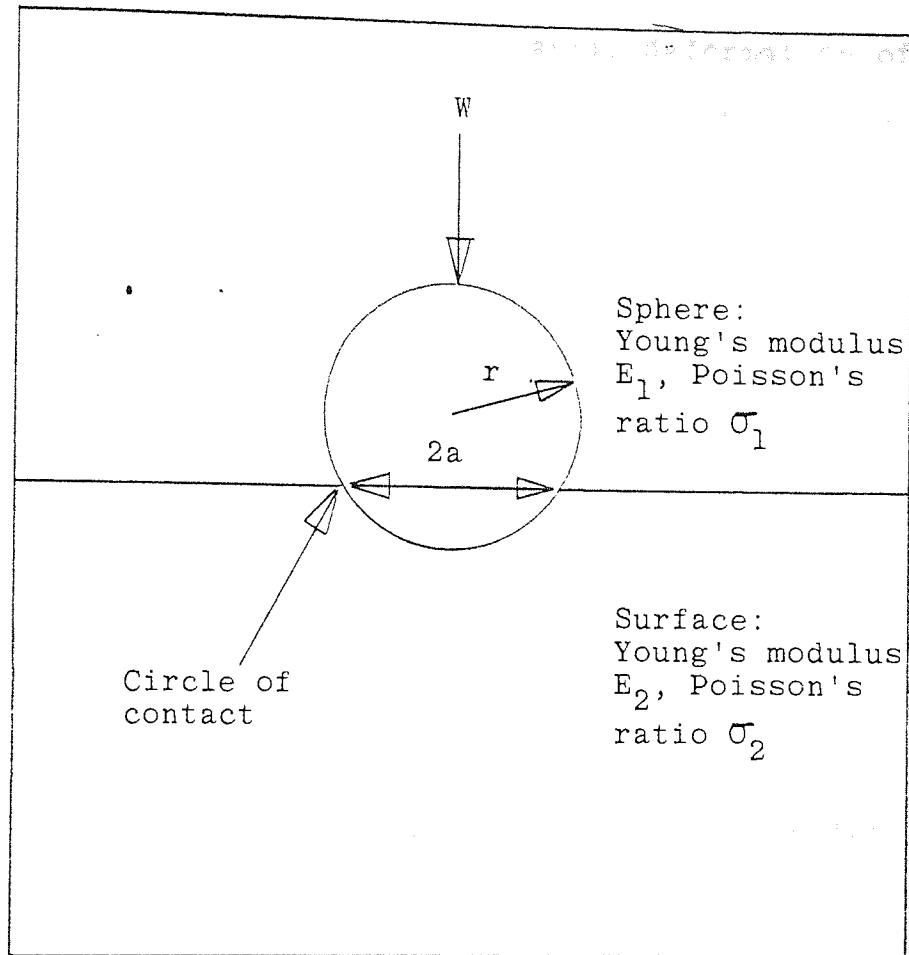 W
Sphere:
Young's modulus
E₁, Poisson's
ratio σ₁
r
2a
Circle of
contact
Surface:
Young's modulus
E₂, Poisson's
ratio σ₂